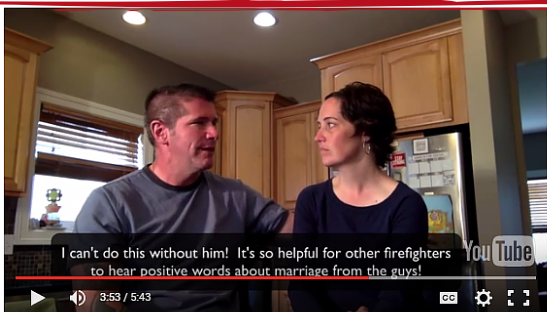 I can't do this without him! It's so helpful for other firefighters
to hear positive words about marriage from the guys!
YouTube
3:53 / 5:43
CC